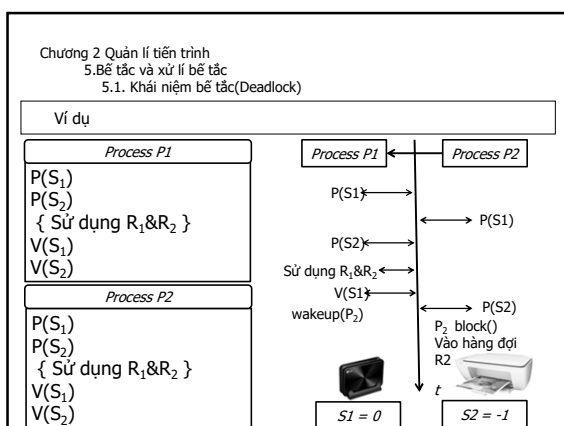 Chương 2 Quản lí tiến trình
5.Bế tắc và xử lí bế tắc
5.1. Khái niệm bế tắc(Deadlock)
Ví dụ
Process P1
P(S₁)
P(S₂)
{ Sử dụng R₁&R₂ }
V(S₁)
V(S₂)
Process P2
P(S₁)
P(S₂)
{ Sử dụng R₁&R₂ }
V(S₁)
V(S₂)
Process P1
Process P2
P(S1)
P(S1)
P(S2)
Sử dụng R₁&R₂
V(S1)
wakeup(P₂)
P(S2)
P₂ block()
Vào hàng đợi
R2
t
S1 = 0
S2 = -1